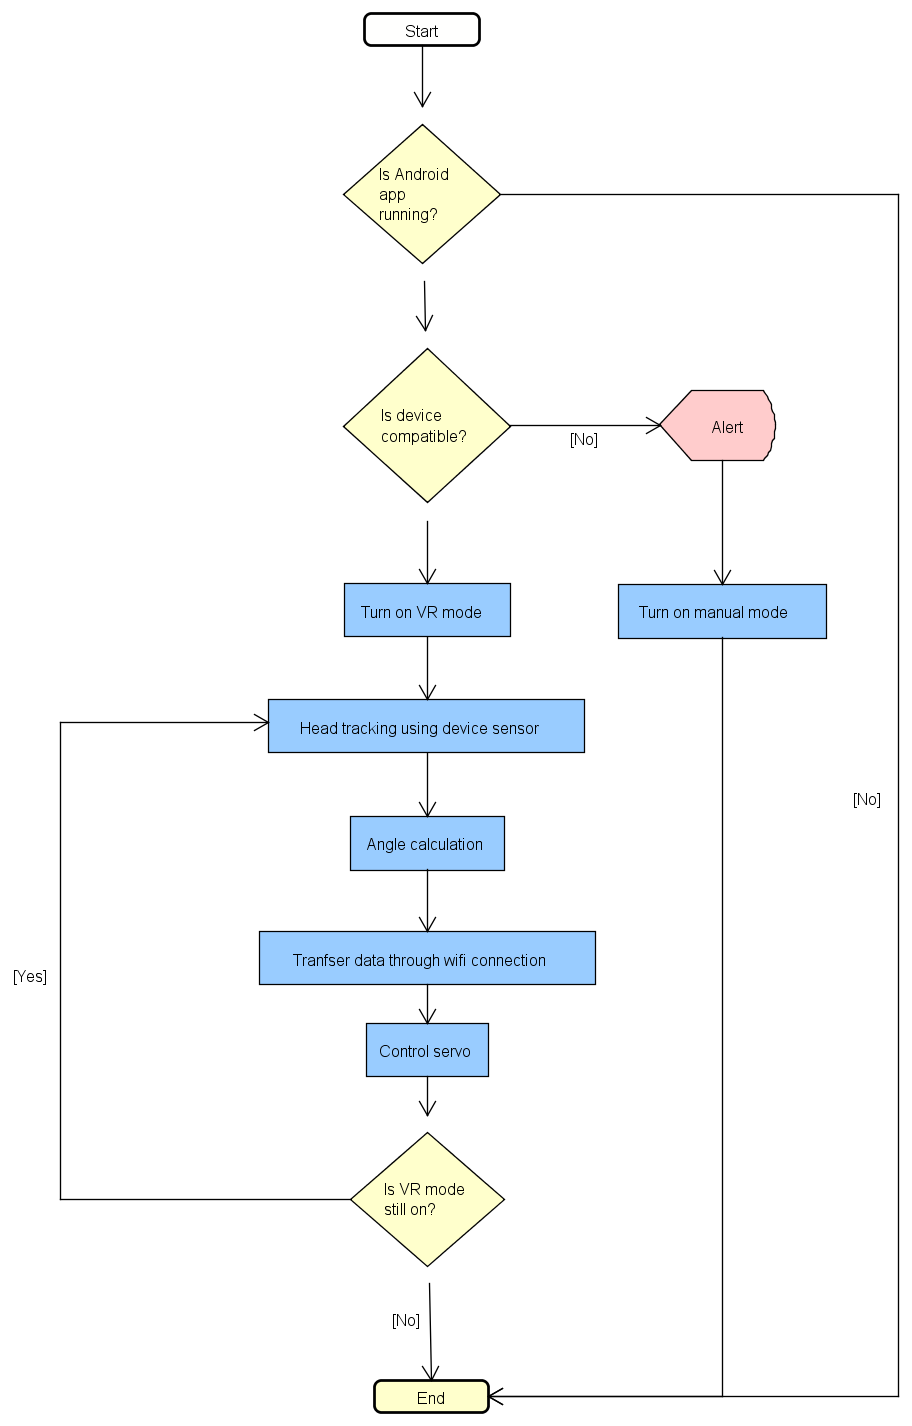 Start
Is Android
app
running?
Is device
compatible?
[No]
Alert
Turn on VR mode
Turn on manual mode
Head tracking using device sensor
[No]
Angle calculation
Tranfser data through wifi connection
[Yes]
Control servo
Is VR mode
still on?
[No]
End